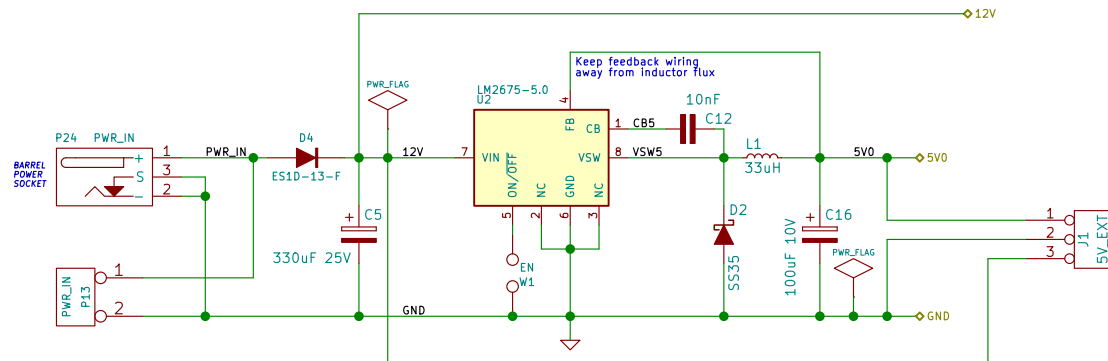 12V
Keep feedback wiring
away from inductor flux
PWR_FLAG
LM2675-5.0
U2
10nF
C12
P24 PWR_IN
BARREL
POWER
SOCKET
+
S
-
1
3
2
PWR_IN
D4
ES1D-13-F
12V
7
VIN
ON/OFF
NC
GND
NC
FB
CB
VSW
4
1
8
5
2
6
3
CB5
VSW5
L1
33uH
5V0
5V0
+
C5
330uF 25V
EN
W1
D2
SS35
+
C16
100uF 10V
PWR_FLAG
1
2
3
J1
5V_EXT
PWR_IN
P13
1
2
GND
GND